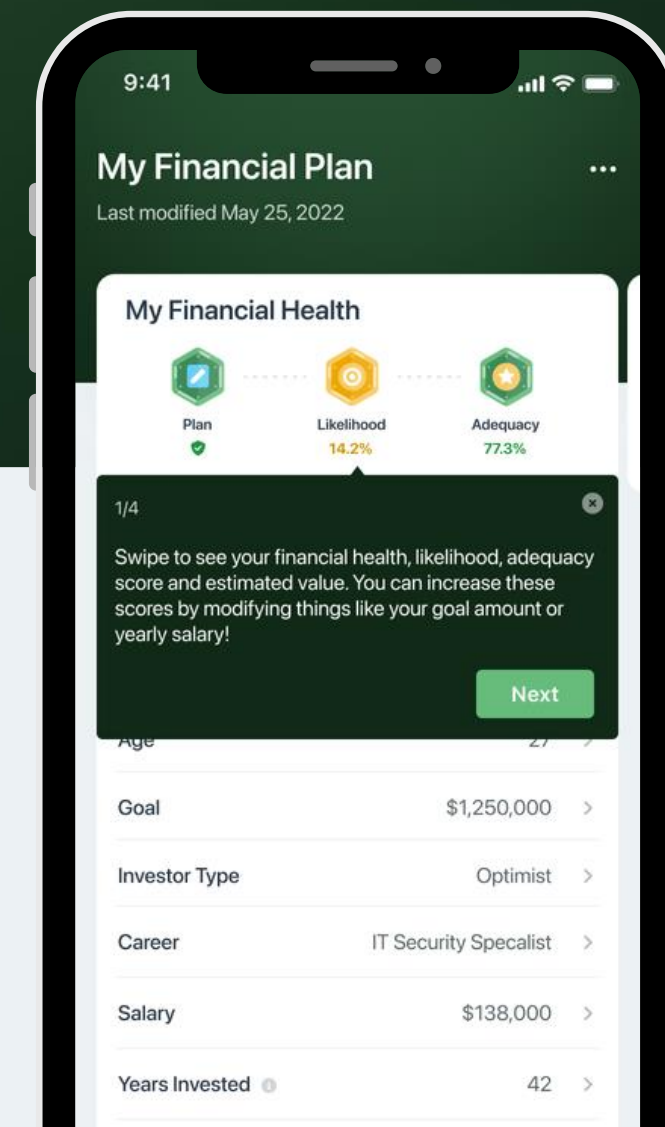 9:41
My Financial Plan
Last modified May 25, 2022
My Financial Health
Plan
Likelihood
Adequacy
14.2%
77.3%
1/4
Swipe to see your financial health, likelihood, adequacy
score and estimated value. You can increase these
scores by modifying things like your goal amount or
yearly salary!
Next
Age 27
Goal $1,250,000
Investor Type Optimist
Career IT Security Specalist
Salary $138,000
Years Invested 42